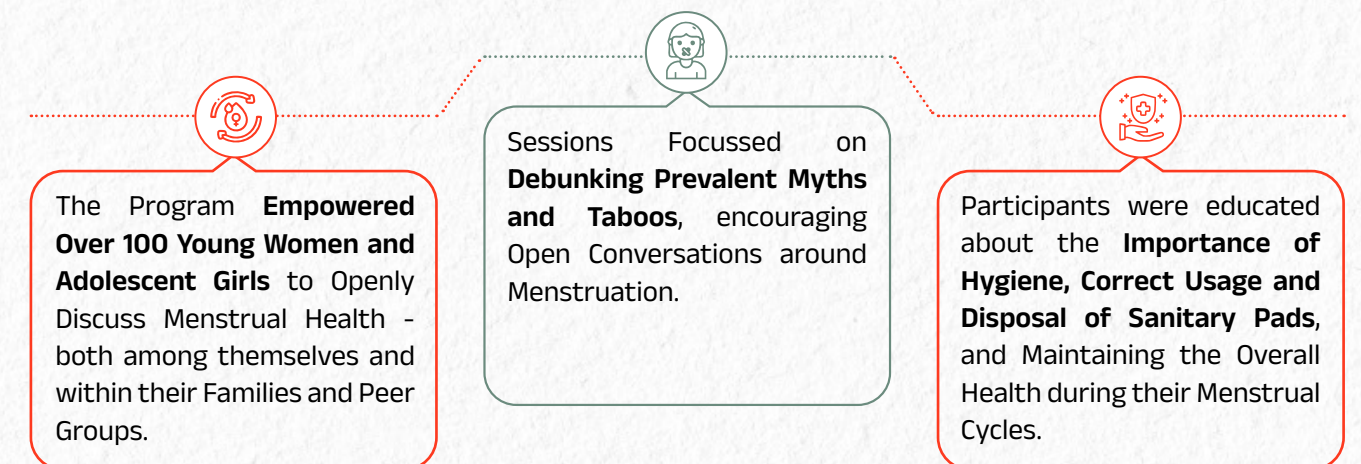 The Program Empowered
Over 100 Young Women and
Adolescent Girls to Openly
Discuss Menstrual Health -
both among themselves and
within their Families and Peer
Groups.
Sessions Focussed on
Debunking Prevalent Myths
and Taboos, encouraging
Open Conversations around
Menstruation.
Participants were educated
about the Importance of
Hygiene, Correct Usage and
Disposal of Sanitary Pads,
and Maintaining the Overall
Health during their Menstrual
Cycles.